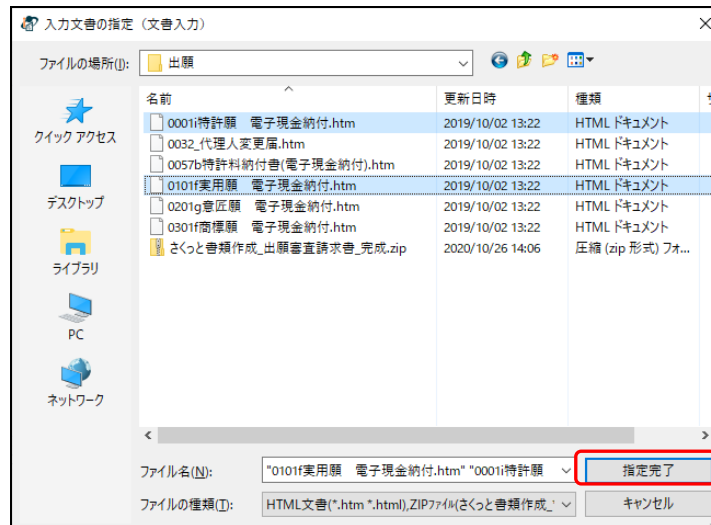 入力文書の指定（文書入力）
ファイルの場所(I): 出願
名前 更新日時 種類
0001i特許願　電子現金納付.htm 2019/10/02 13:22 HTML ドキュメント
0032_代理人変更届.htm 2019/10/02 13:22 HTML ドキュメント
0057b特許料納付書(電子現金納付).htm 2019/10/02 13:22 HTML ドキュメント
0101f実用願　電子現金納付.htm 2019/10/02 13:22 HTML ドキュメント
0201g意匠願　電子現金納付.htm 2019/10/02 13:22 HTML ドキュメント
0301f商標願　電子現金納付.htm 2019/10/02 13:22 HTML ドキュメント
さくっと書類作成_出願審査請求書_完成.zip 2020/10/26 14:06 圧縮 (zip 形式) フォ...
クイック アクセス
デスクトップ
ライブラリ
PC
ネットワーク
ファイル名(N): "0101f実用願　電子現金納付.htm" "0001i特許願 指定完了
ファイルの種類(T): HTML文書(*.htm *.html),ZIPファイル(さくっと書類作成_ キャンセル